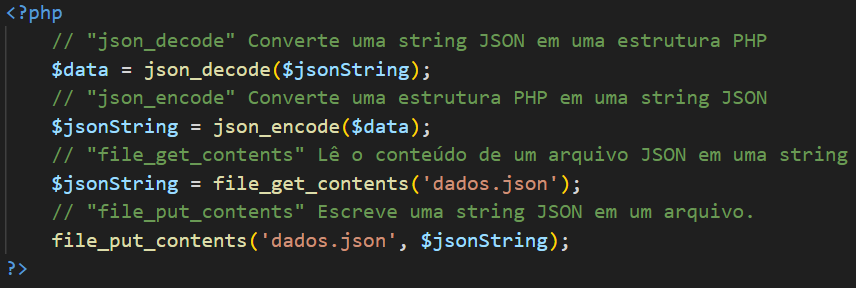 <?php
// "json_decode" Converte uma string JSON em uma estrutura PHP
$data = json_decode($jsonString);
// "json_encode" Converte uma estrutura PHP em uma string JSON
$jsonString = json_encode($data);
// "file_get_contents" Lê o conteúdo de um arquivo JSON em uma string
$jsonString = file_get_contents('dados.json');
// "file_put_contents" Escreve uma string JSON em um arquivo.
file_put_contents('dados.json', $jsonString);
?>